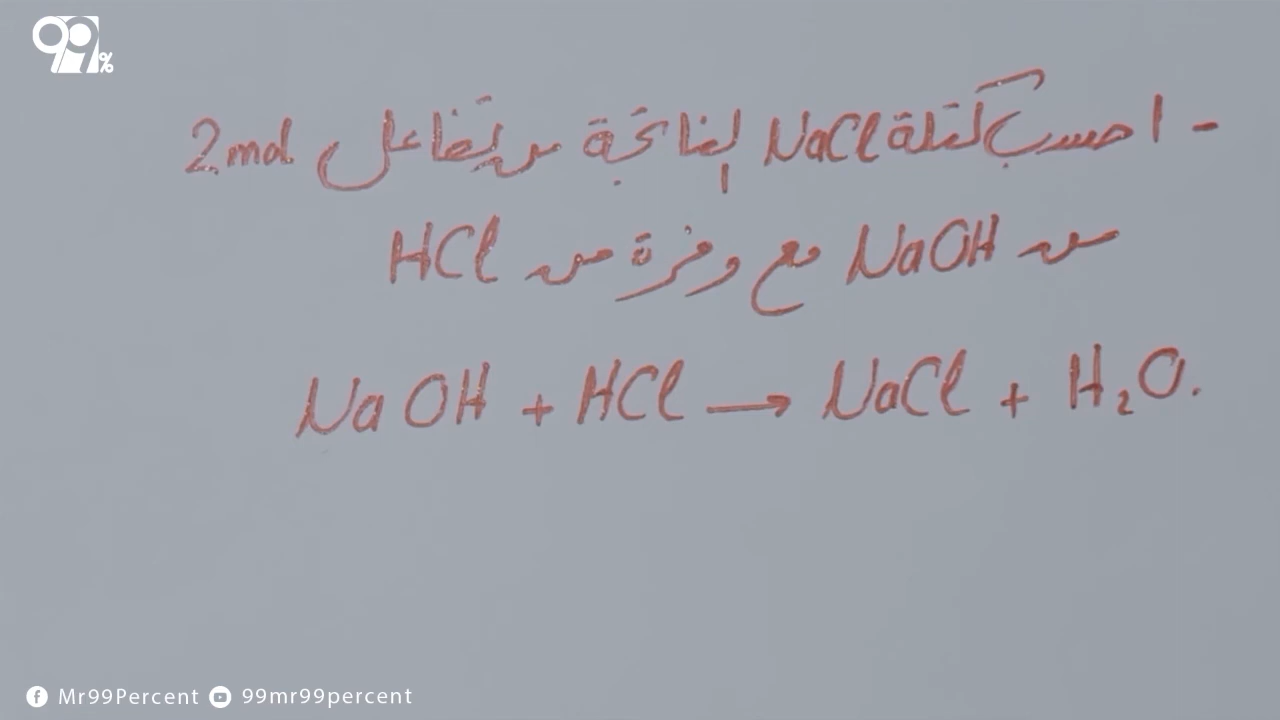 99%
- احسب كتلة NaCl الناتجة من تفاعل 2mol
من NaOH مع وفرة من HCl
NaOH + HCl → NaCl + H₂O.
Mr99Percent 99mr99percent